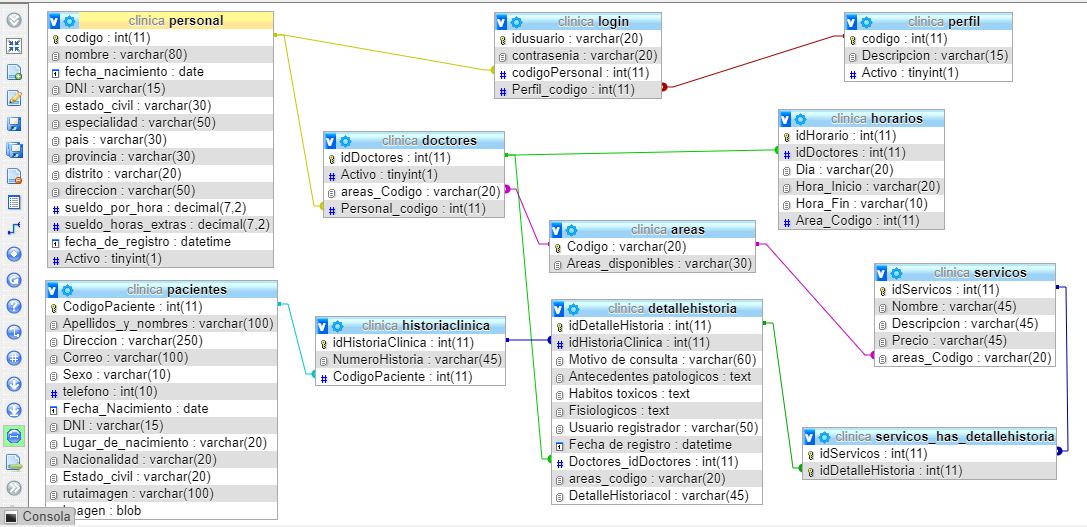 clinica personal
codigo : int(11)
nombre : varchar(80)
fecha_nacimiento : date
DNI : varchar(15)
estado_civil : varchar(30)
especialidad : varchar(50)
pais : varchar(30)
provincia : varchar(30)
distrito : varchar(20)
direccion : varchar(50)
# sueldo_por_hora : decimal(7,2)
# sueldo_horas_extras : decimal(7,2)
fecha_de_registro : datetime
# Activo : tinyint(1)
clinica login
idusuario : varchar(20)
contrasenia : varchar(20)
# codigoPersonal : int(11)
# Perfil_codigo : int(11)
clinica perfil
codigo : int(11)
Descripcion : varchar(15)
# Activo : tinyint(1)
clinica doctores
idDoctores : int(11)
# Activo : tinyint(1)
areas_Codigo : varchar(20)
# Personal_codigo : int(11)
clinica horarios
idHorario : int(11)
# idDoctores : int(11)
Dia : varchar(20)
Hora_Inicio : varchar(20)
Hora_Fin : varchar(10)
# Area_Codigo : int(11)
clinica areas
Codigo : varchar(20)
Areas_disponibles : varchar(30)
clinica servicos
idServicos : int(11)
Nombre : varchar(45)
Descripcion : varchar(45)
Precio : varchar(45)
areas_Codigo : varchar(20)
clinica pacientes
CodigoPaciente : int(11)
Apellidos_y_nombres : varchar(100)
Direccion : varchar(250)
Correo : varchar(100)
Sexo : varchar(10)
# telefono : int(10)
Fecha_Nacimiento : date
DNI : varchar(15)
Lugar_de_nacimiento : varchar(20)
Nacionalidad : varchar(20)
Estado_civil : varchar(20)
rutaimagen : varchar(100)
imagen : blob
clinica historiaclinica
idHistoriaClinica : int(11)
NumeroHistoria : varchar(45)
# CodigoPaciente : int(11)
clinica detallehistoria
idDetalleHistoria : int(11)
# idHistoriaClinica : int(11)
Motivo de consulta : varchar(60)
Antecedentes patologicos : text
Habitos toxicos : text
Fisiologicos : text
Usuario registrador : varchar(50)
Fecha de registro : datetime
# Doctores_idDoctores : int(11)
areas_codigo : varchar(20)
DetalleHistoriacol : varchar(45)
clinica servicos_has_detallehistoria
idServicos : int(11)
idDetalleHistoria : int(11)
Consola